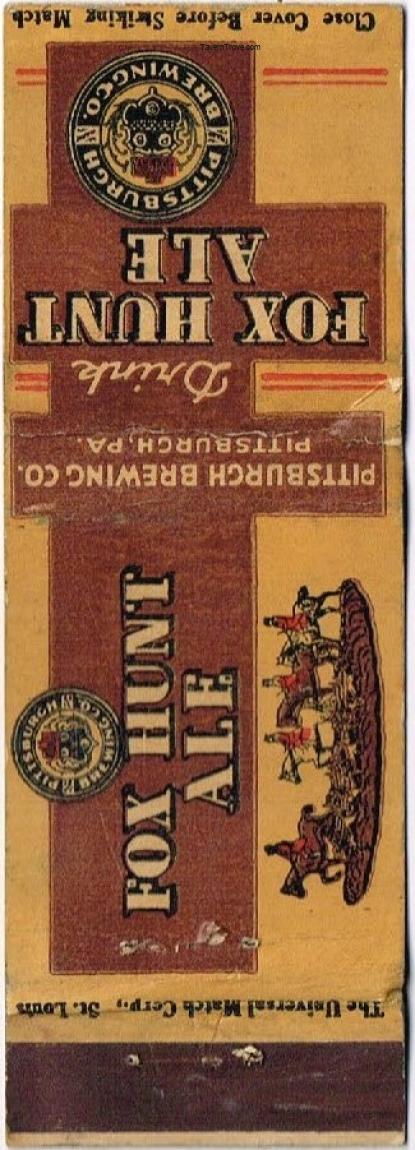 Close Cover Before Striking Match
TavernTrove.com
PITTSBURGH
BREWING CO.
Drink
FOX HUNT
ALE
PITTSBURGH BREWING CO.
PITTSBURGH, PA.
FOX HUNT
ALE
PITTSBURGH
BREWING CO.
The Universal Match Corp., St. Louis